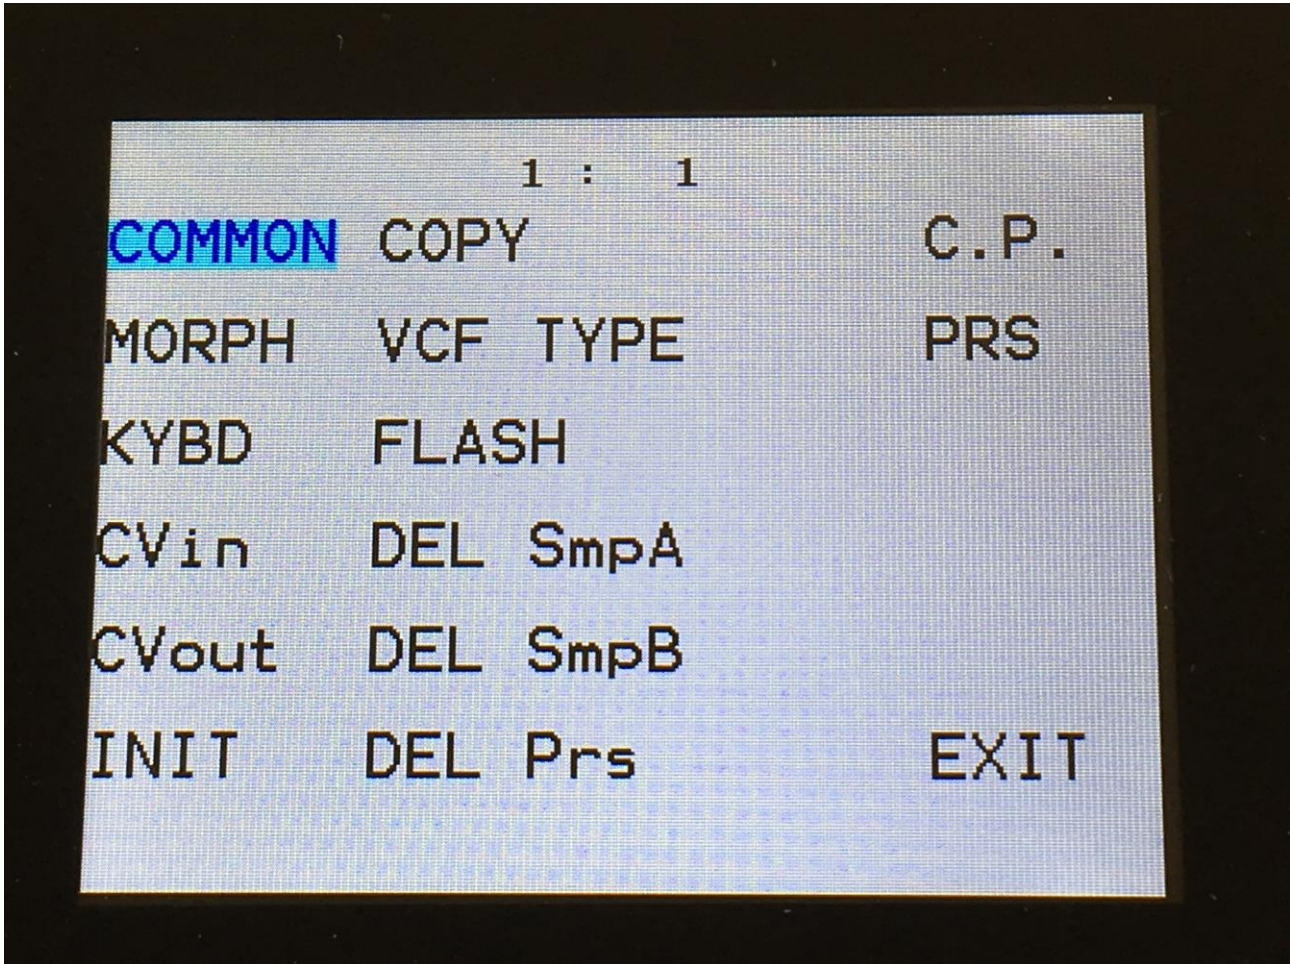 1 : 1
COMMON COPY C.P.
MORPH VCF TYPE PRS
KYBD FLASH
CVin DEL SmpA
CVout DEL SmpB
INIT DEL Prs EXIT